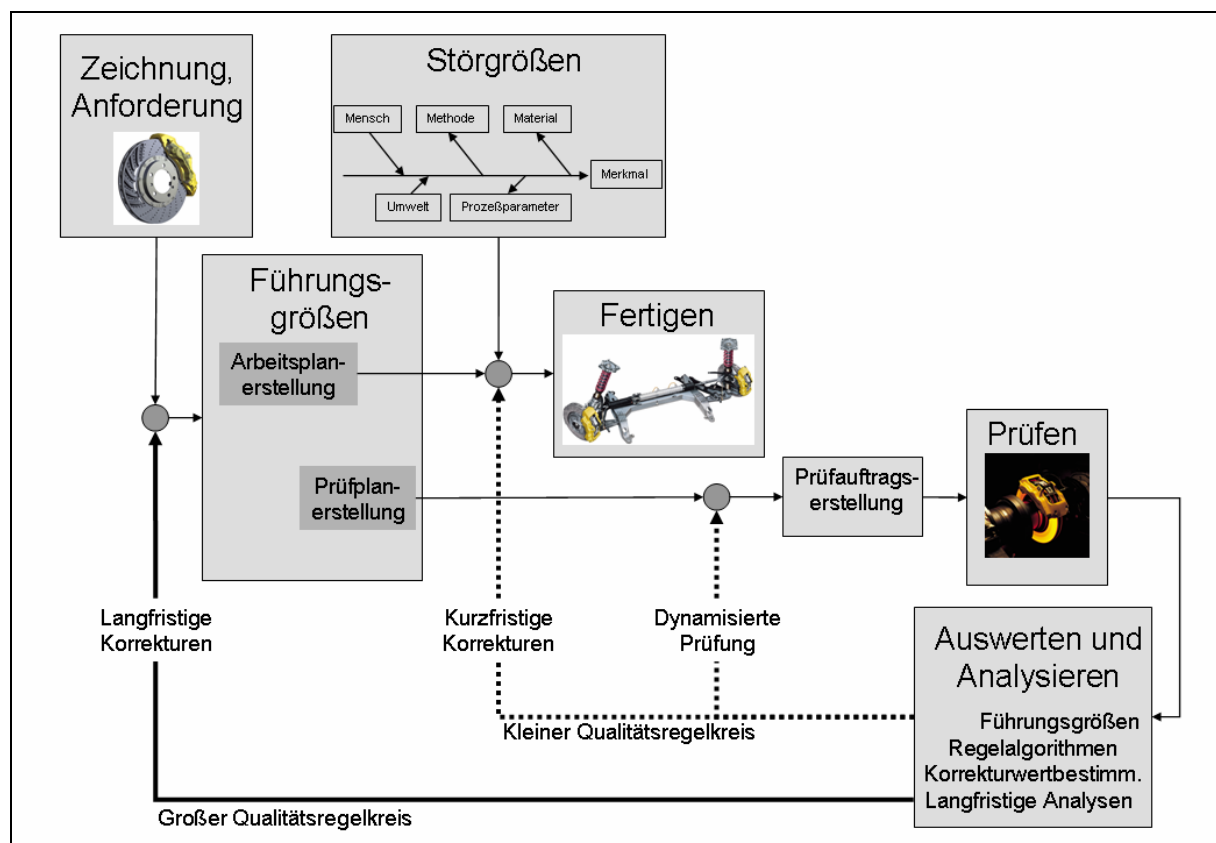 Zeichnung,
Anforderung
Störgrößen
Mensch
Methode
Material
Merkmal
Umwelt
Prozeßparameter
Führungs-
größen
Arbeitsplan-
erstellung
Prüfplan-
erstellung
Fertigen
Prüfauftrags-
erstellung
Prüfen
Langfristige
Korrekturen
Kurzfristige
Korrekturen
Dynamisierte
Prüfung
Auswerten und
Analysieren
Führungsgrößen
Regelalgorithmen
Korrekturwertbestimm.
Langfristige Analysen
Kleiner Qualitätsregelkreis
Großer Qualitätsregelkreis